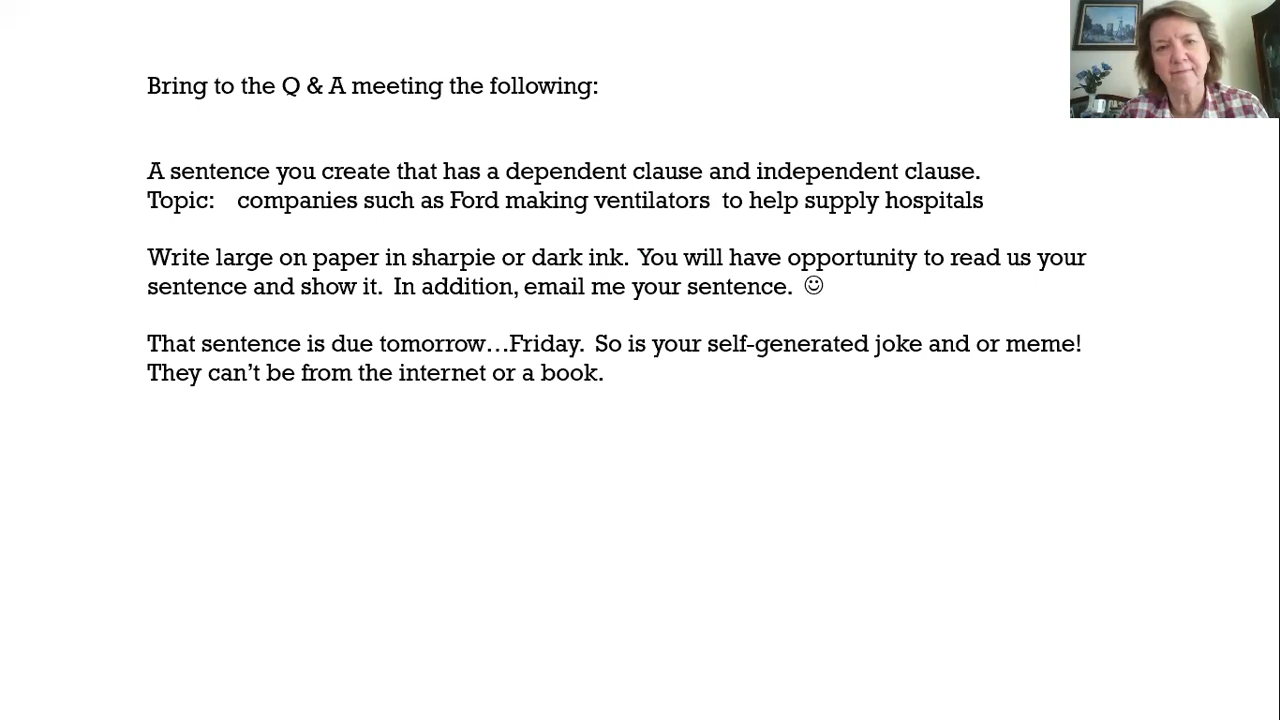 Bring to the Q & A meeting the following:
A sentence you create that has a dependent clause and independent clause.
Topic:    companies such as Ford making ventilators  to help supply hospitals
Write large on paper in sharpie or dark ink.  You will have opportunity to read us your
sentence and show it.  In addition, email me your sentence.  ☺
That sentence is due tomorrow…Friday.  So is your self-generated joke and or meme!
They can’t be from the internet or a book.